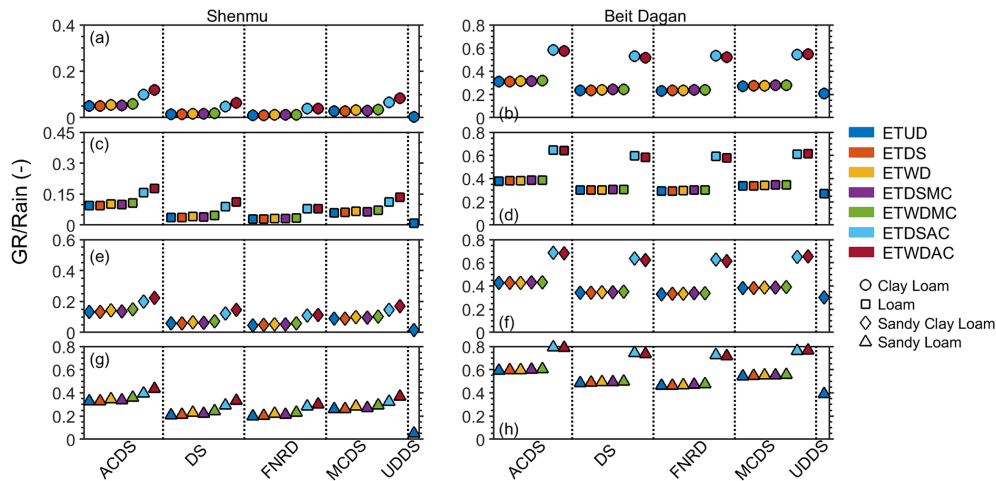 Shenmu
Beit Dagan
0.4
0.2
0
(a)
0.8
0.6
0.4
0.2
0
(b)
0.45
0.3
0.15
0
(c)
0.8
0.6
0.4
0.2
0
(d)
0.6
0.4
0.2
0
(e)
0.8
0.6
0.4
0.2
0
(f)
0.8
0.6
0.4
0.2
0
(g)
0.8
0.6
0.4
0.2
0
(h)
GR/Rain (-)
ACDS
DS
FNRD
MCDS
UDDS
ACDS
DS
FNRD
MCDS
UDDS
ETUD
ETDS
ETWD
ETDSMC
ETWDMC
ETDSAC
ETWDAC
Clay Loam
Loam
Sandy Clay Loam
Sandy Loam